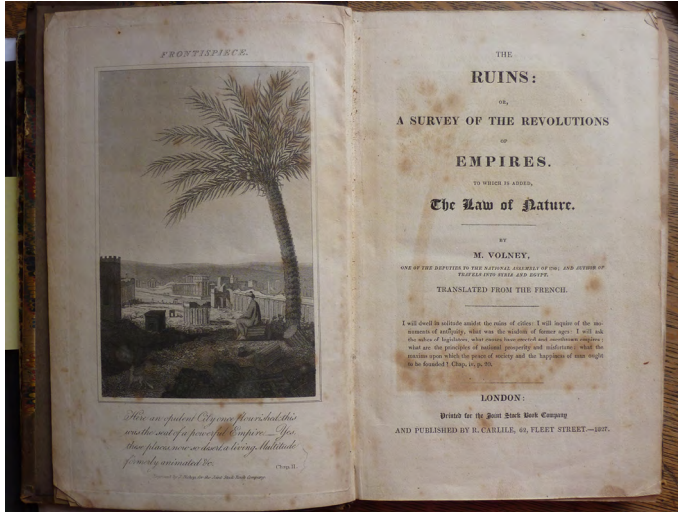 FRONTISPIECE.
Here an opulent City once flourished; this
was the seat of a powerful Empire.— Yes,
these places now so desert, a living Multitude
formerly animated &c.
Chap. II.
for the Joint Stock Book Company
THE
RUINS:
OR,
A SURVEY OF THE REVOLUTIONS
OF
EMPIRES.
TO WHICH IS ADDED,
The Law of Nature.
BY
M. VOLNEY,
ONE OF THE DEPUTIES TO THE NATIONAL ASSEMBLY OF AND AUTHOR OF
TRAVELS INTO SYRIA AND EGYPT.
TRANSLATED FROM THE FRENCH.
I will dwell in solitude amidst the ruins of cities: I will inquire of the mo-
numents of antiquity, what was the wisdom of former ages: I will ask
the ashes of legislators, what causes have erected and overthrown empires;
what are the principles of national prosperity and misfortune; what the
maxims upon which the peace of society and the happiness of man ought
to be founded? Chap. iv, p.
LONDON:
Printed for the Joint Stock Book Company
AND PUBLISHED BY R. CARLILE, 62, FLEET STREET.—